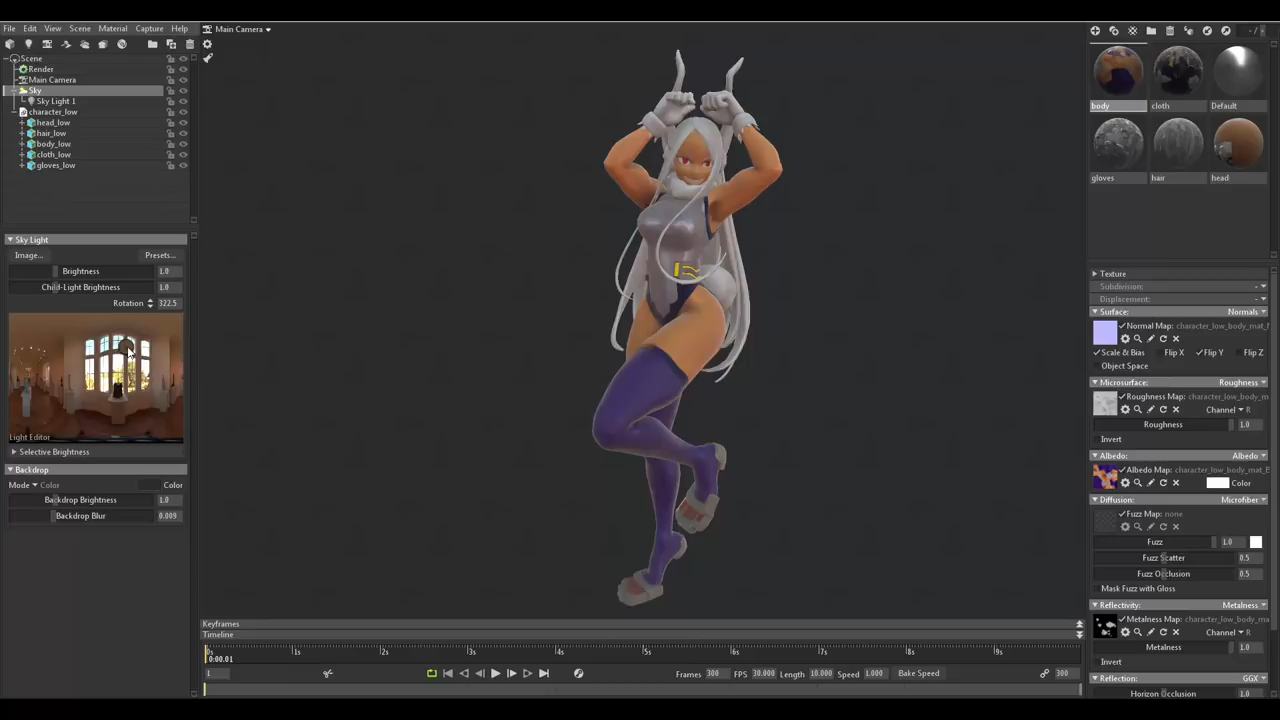 File Edit View Scene Material Capture Help
Main Camera
Scene
Render
Main Camera
Sky
Sky Light 1
character_low
head_low
hair_low
body_low
cloth_low
gloves_low
Sky Light
Image... Presets...
Brightness 1.0
Child-Light Brightness 1.0
Rotation 322.5
Light Editor
Selective Brightness
Backdrop
Mode Color Color
Backdrop Brightness 1.0
Backdrop Blur 0.009
Keyframes
Timeline
0s 1s 2s 3s 4s 5s 6s 7s 8s 9s
0:00.01
1 Frames 300 FPS 30.000 Length 10.000 Speed 1.000 Bake Speed 300
- / -
body cloth Default
gloves hair head
Texture
Subdivision: -
Displacement: -
Surface: Normals
Normal Map: character_low_body_mat_
Scale & Bias Flip X Flip Y Flip Z
Object Space
Microsurface: Roughness
Roughness Map: character_low_body_m
Channel R
Roughness 1.0
Invert
Albedo: Albedo
Albedo Map: character_low_body_mat_
Color
Diffusion: Microfiber
Fuzz Map: none
Fuzz 1.0
Fuzz Scatter 0.5
Fuzz Occlusion 0.5
Mask Fuzz with Gloss
Reflectivity: Metalness
Metalness Map: character_low_body_ma
Channel R
Metalness 1.0
Invert
Reflection: GGX
Horizon Occlusion 1.0